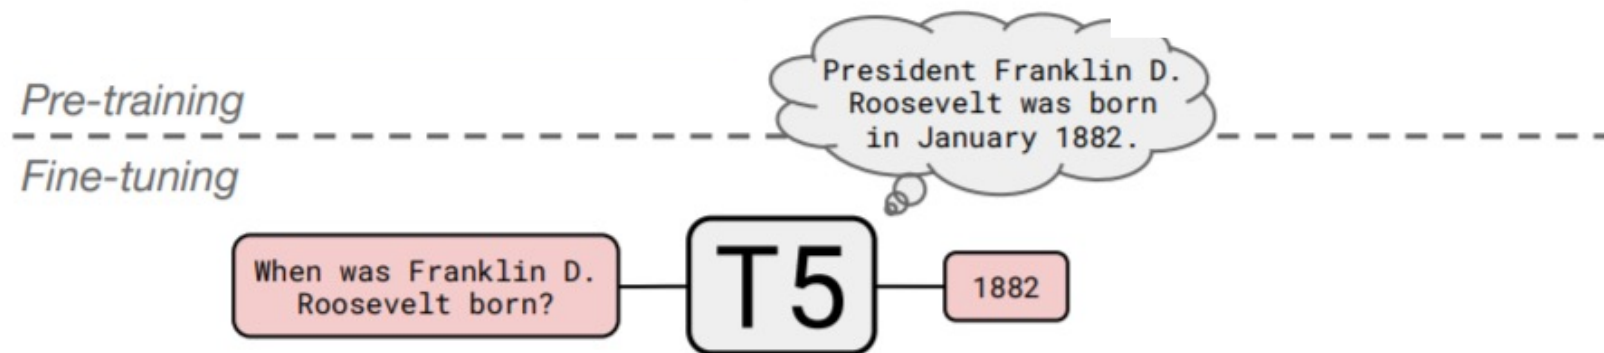 President Franklin D.
Roosevelt was born
in January 1882.
Pre-training
Fine-tuning
When was Franklin D.
Roosevelt born?
T5
1882